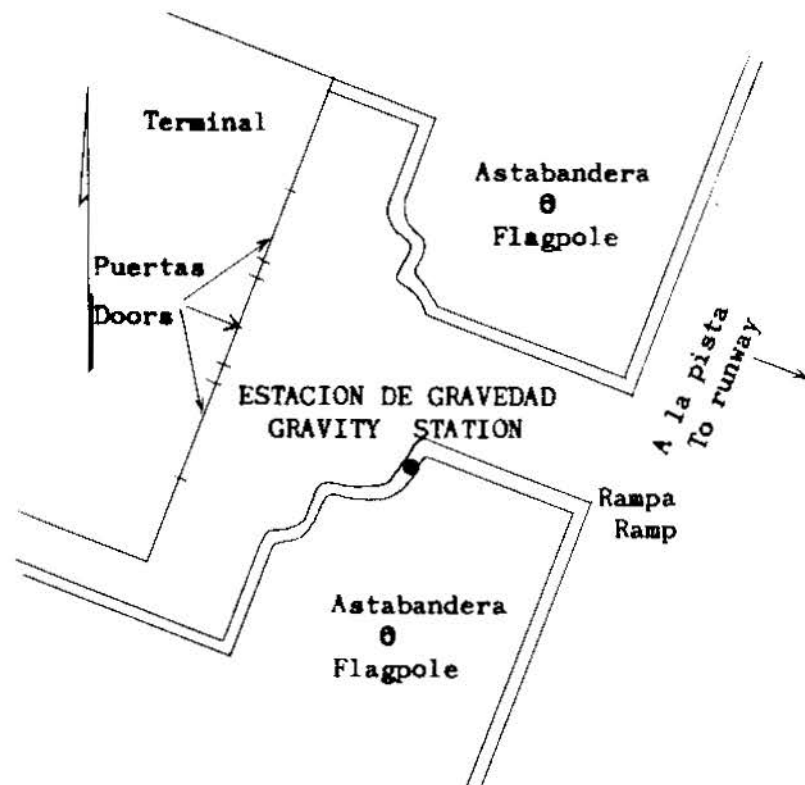 Terminal
Astabandera
Flagpole
Puertas
Doors
A la pista
To runway
ESTACION DE GRAVEDAD
GRAVITY STATION
Rampa
Ramp
Astabandera
Flagpole